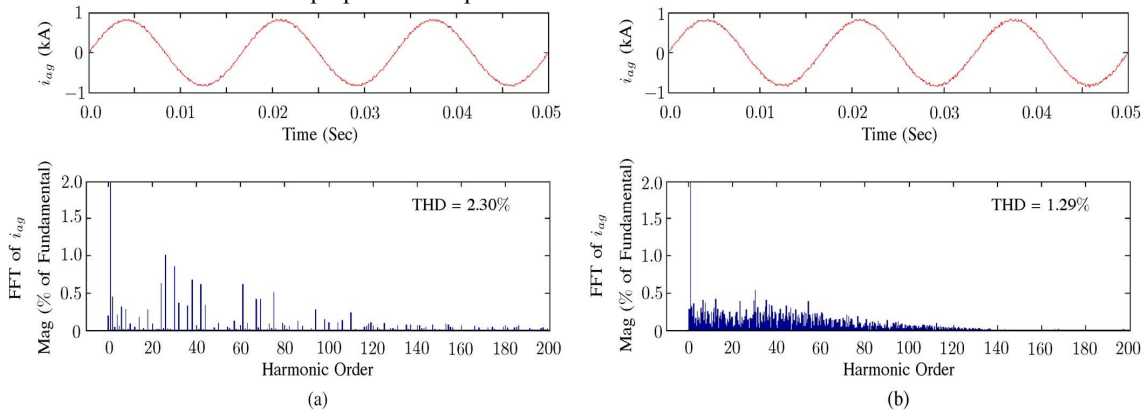 1
0
−1
i_ag (kA)
0.0 0.01 0.02 0.03 0.04 0.05
Time (Sec)
2.0
1.5
1.0
0.5
0
FFT of i_ag
Mag (% of Fundamental)
THD = 2.30%
0 20 40 60 80 100 120 140 160 180 200
Harmonic Order
(a)
1
0
−1
i_ag (kA)
0.0 0.01 0.02 0.03 0.04 0.05
Time (Sec)
2.0
1.5
1.0
0.5
0
FFT of i_ag
Mag (% of Fundamental)
THD = 1.29%
0 20 40 60 80 100 120 140 160 180 200
Harmonic Order
(b)